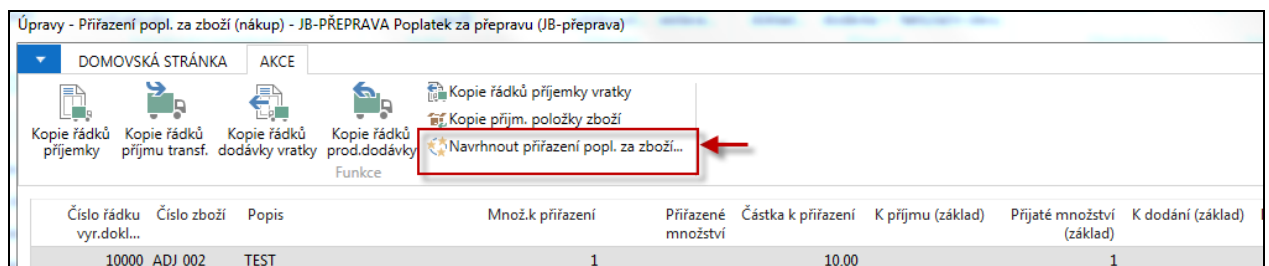 Úpravy - Přiřazení popl. za zboží (nákup) - JB-PŘEPRAVA Poplatek za přepravu (JB-přeprava)
DOMOVSKÁ STRÁNKA AKCE
Kopie řádků příjemky
Kopie řádků příjmu transf.
Kopie řádků dodávky vratky
Kopie řádků prod.dodávky
Kopie řádků příjemky vratky
Kopie přijm. položky zboží
Navrhnout přiřazení popl. za zboží...
Funkce
Číslo řádku Číslo zboží Popis Množ.k přiřazení Přiřazené Částka k přiřazení K příjmu (základ) Přijaté množství K dodání (základ)
vyr.dokl... množství (základ)
10000 ADJ_002 TEST 1 10.00 1